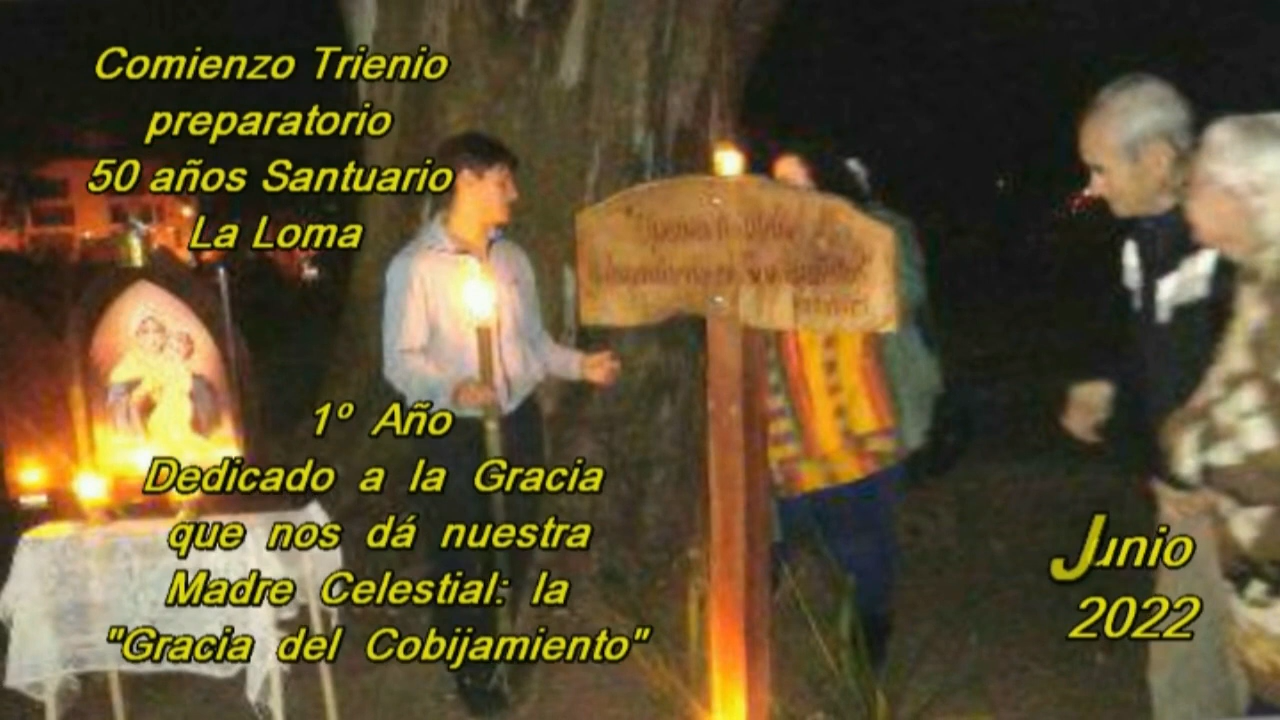 Comienzo Trienio
preparatorio
50 años Santuario
La Loma
1º Año
Dedicado a la Gracia
que nos dá nuestra
Madre Celestial: la
"Gracia del Cobijamiento"
Junio
2022